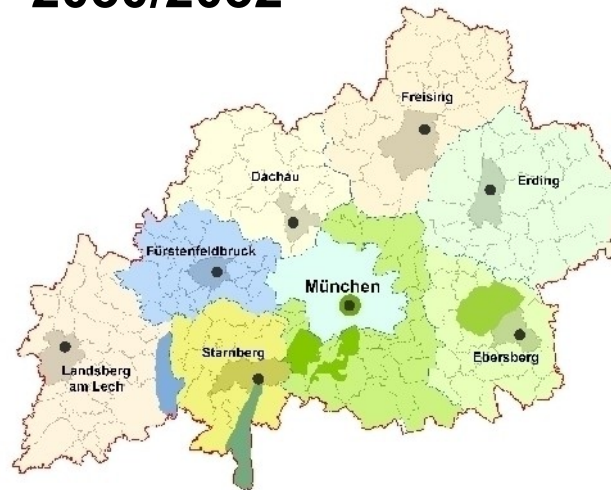 Freising
Dachau
Erding
Fürstenfeldbruck
München
Starnberg
Ebersberg
Landsberg
am Lech